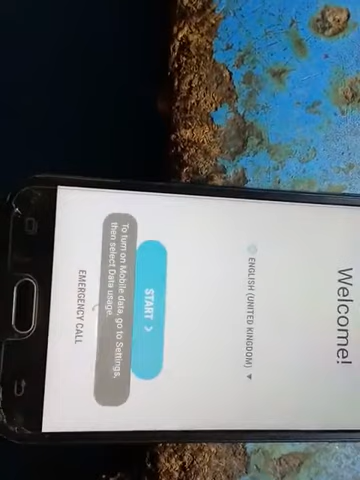 Welcome!
ENGLISH (UNITED KINGDOM)
START
To turn on Mobile data, go to Settings,
then select Data usage.
EMERGENCY CALL